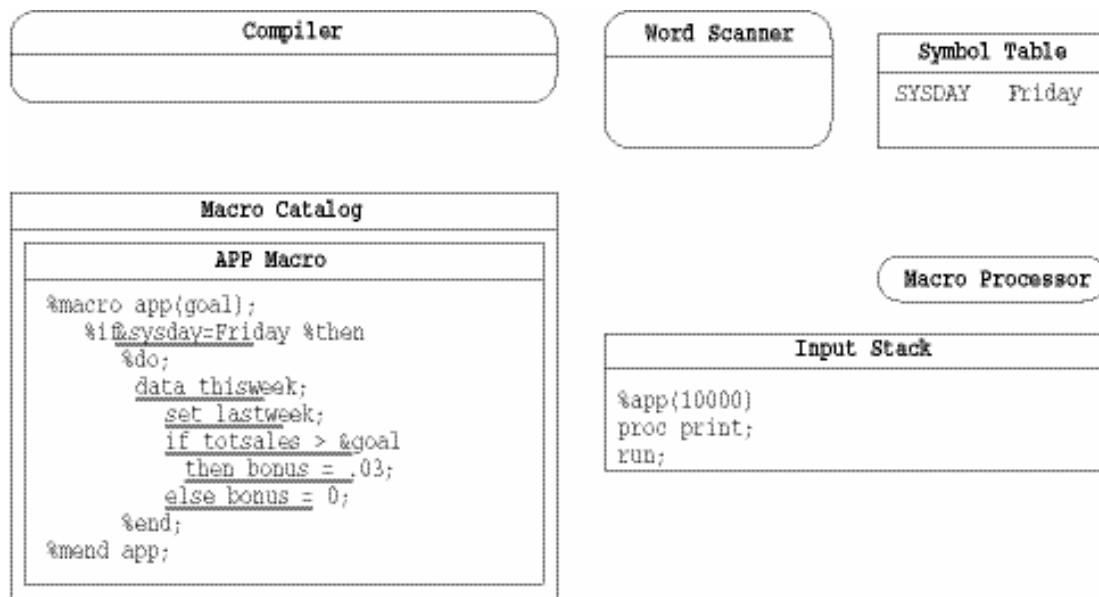 Compiler
Word Scanner
Symbol Table
SYSDAY Friday
Macro Catalog
APP Macro
%macro app(goal);
%if &sysday=Friday %then
%do;
data thisweek;
set lastweek;
if totsales > &goal
then bonus = .03;
else bonus = 0;
%end;
%mend app;
Macro Processor
Input Stack
%app(10000)
proc print;
run;